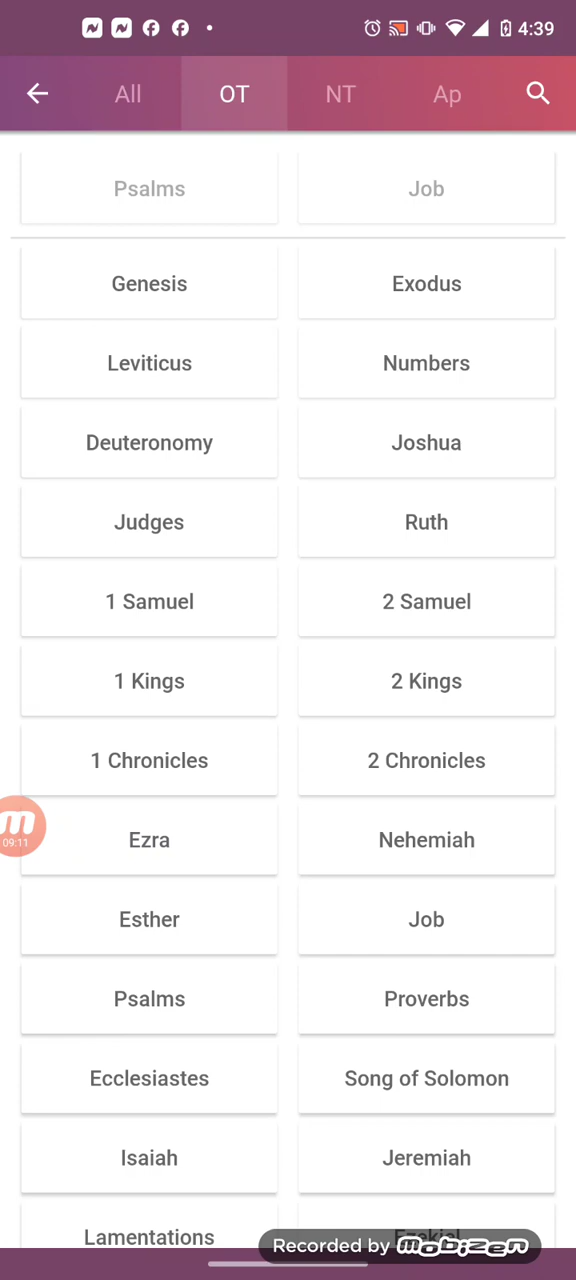 4:39
All OT NT Ap
Psalms Job
Genesis Exodus
Leviticus Numbers
Deuteronomy Joshua
Judges Ruth
1 Samuel 2 Samuel
1 Kings 2 Kings
1 Chronicles 2 Chronicles
Ezra Nehemiah
09:11
Esther Job
Psalms Proverbs
Ecclesiastes Song of Solomon
Isaiah Jeremiah
Lamentations Ezekiel
Recorded by mobizen